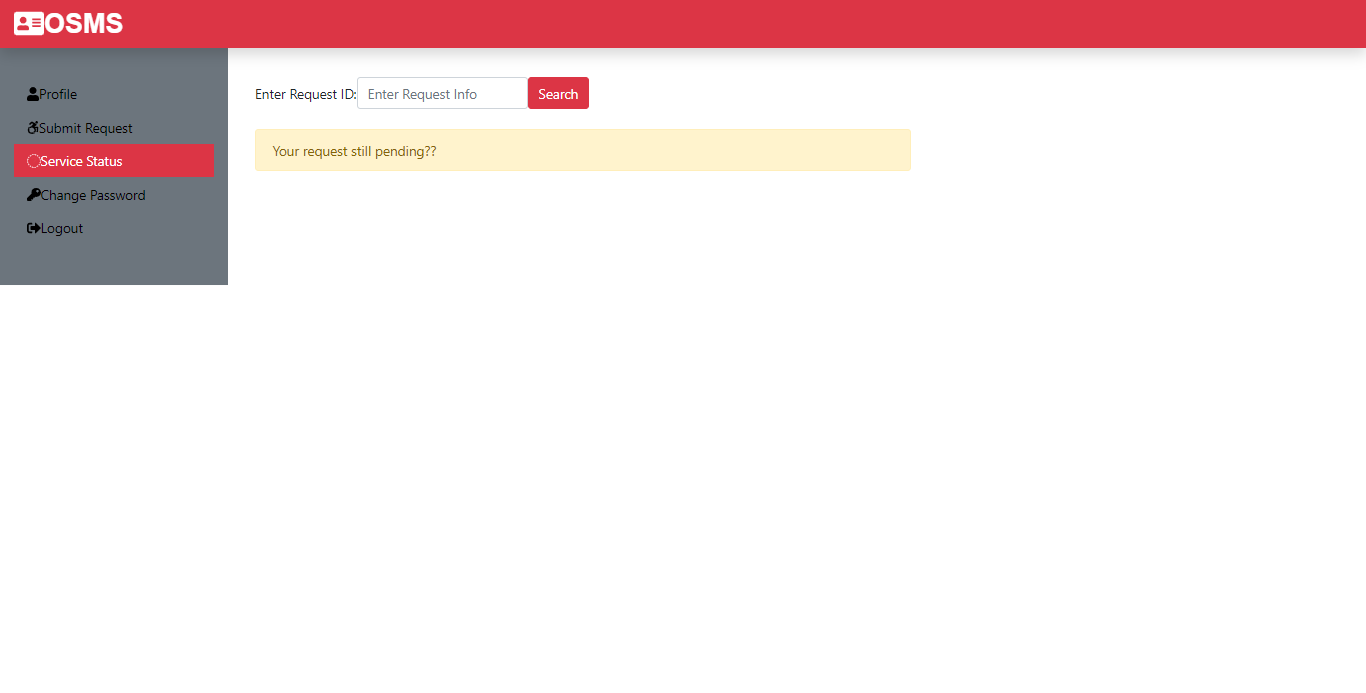 OSMS
Profile
Submit Request
Service Status
Change Password
Logout
Enter Request ID: Enter Request Info Search
Your request still pending??